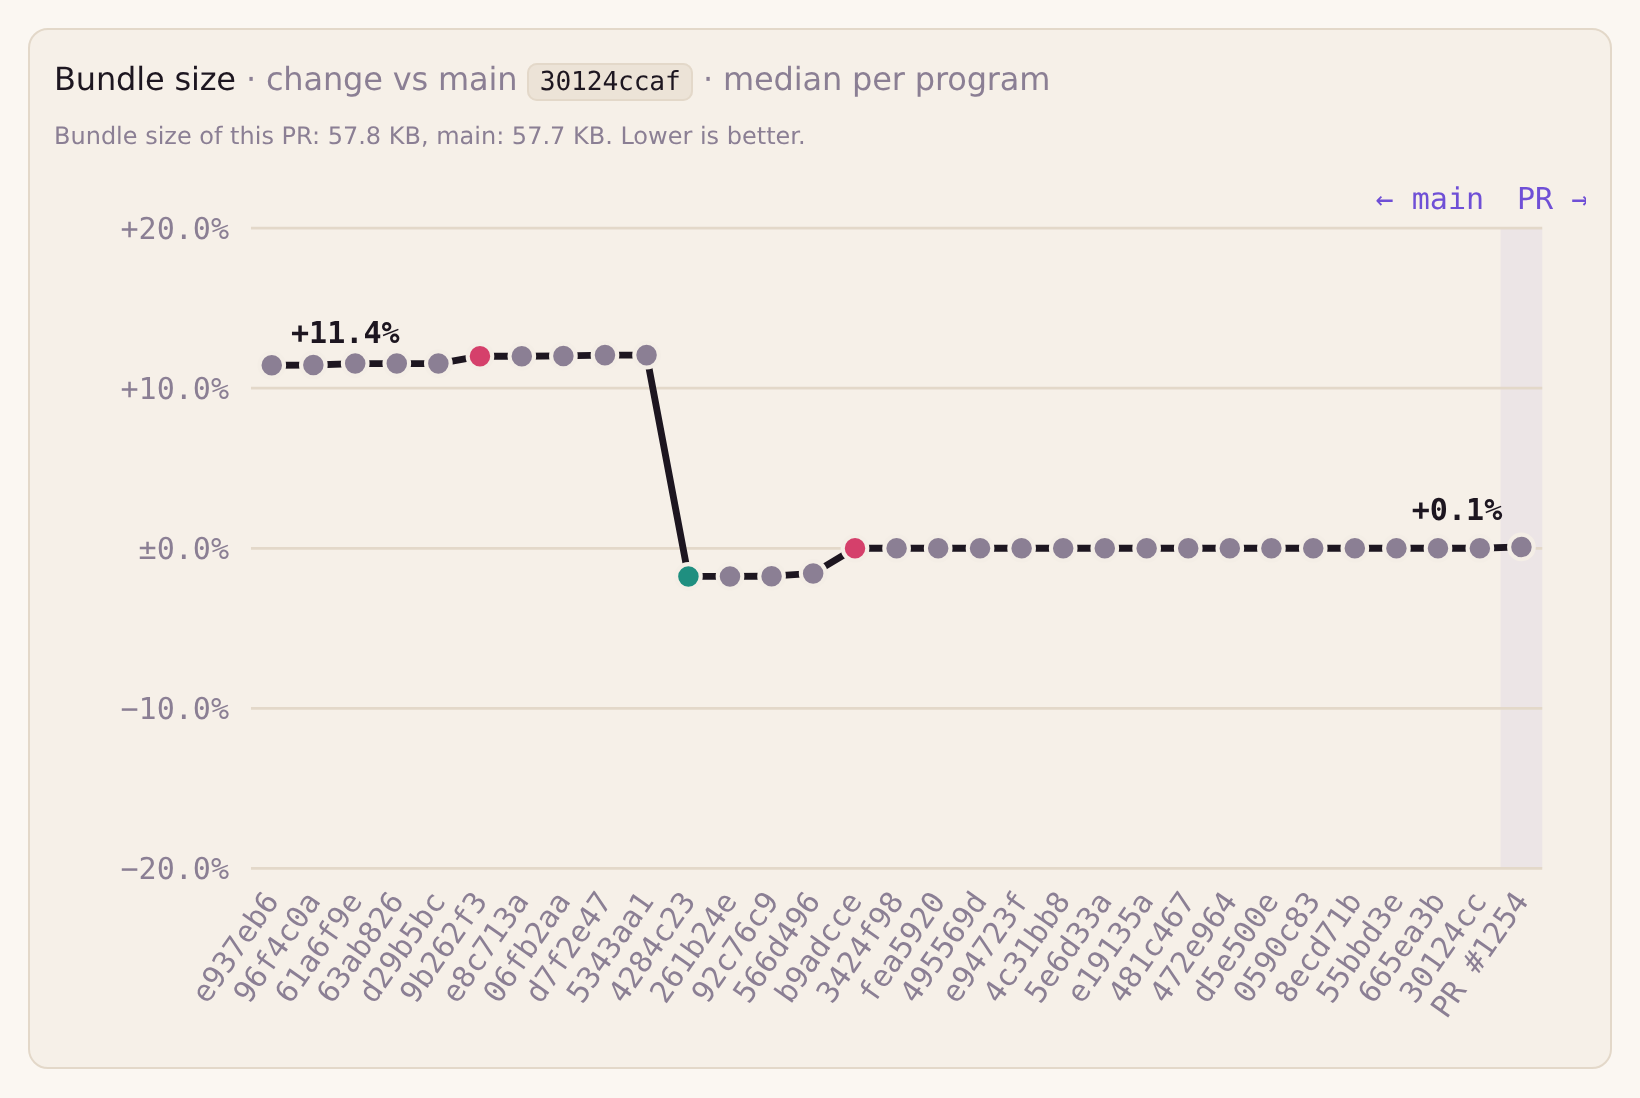 Bundle size · change vs main 30124ccaf · median per program
Bundle size of this PR: 57.8 KB, main: 57.7 KB. Lower is better.
← main PR →
+20.0%
+11.4%
+10.0%
+0.1%
±0.0%
−10.0%
−20.0%
e937eb6
96f4c0a
61a6f9e
63ab826
d29b5bc
9b262f3
e8c713a
06fb2aa
d7f2e47
5343aa1
4284c23
261b24e
92c76c9
566d496
b9adcce
3424f98
fea5920
495569d
e94723f
4c31bb8
5e6d33a
e19135a
481c467
472e964
d5e500e
0590c83
8ecd71b
55bbd3e
665ea3b
30124cc
PR #1254